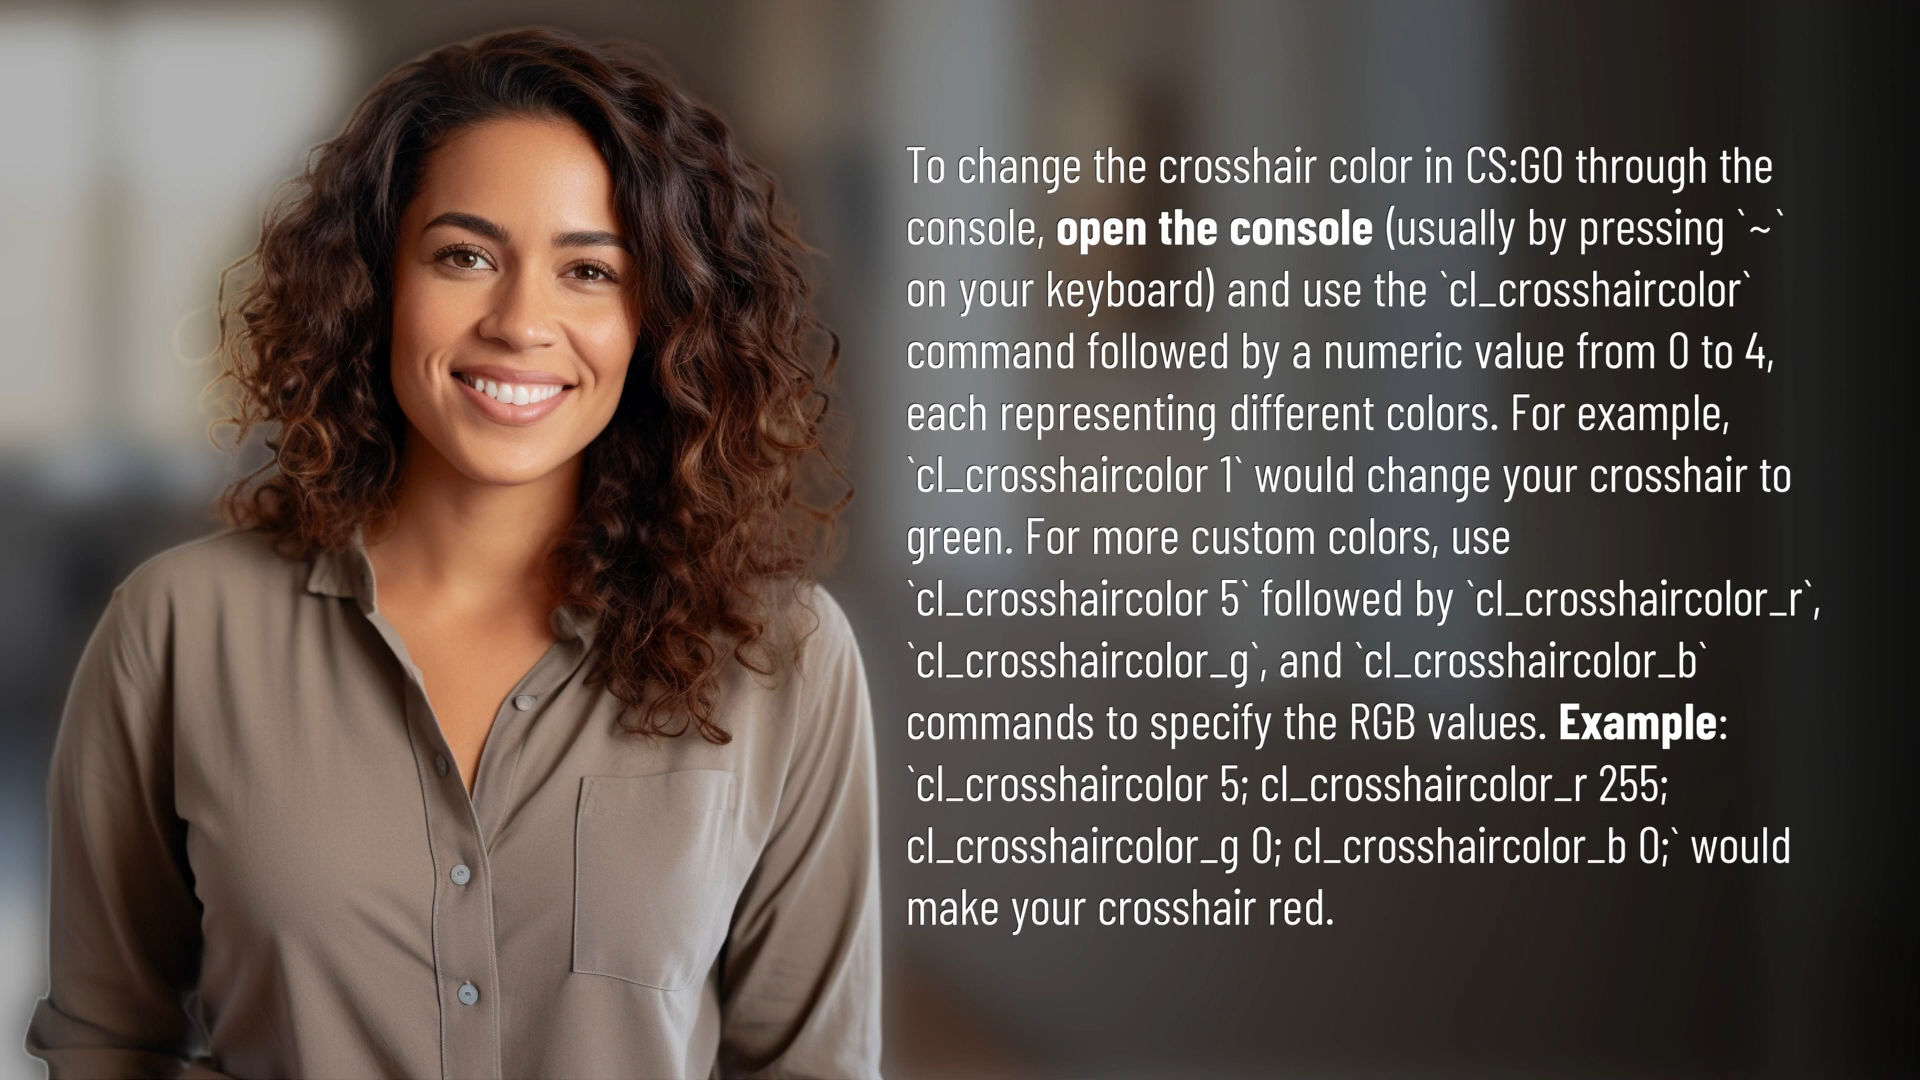 To change the crosshair color in CS:GO through the
console, open the console (usually by pressing `~`
on your keyboard) and use the `cl_crosshaircolor`
command followed by a numeric value from 0 to 4,
each representing different colors. For example,
`cl_crosshaircolor 1` would change your crosshair to
green. For more custom colors, use
`cl_crosshaircolor 5` followed by `cl_crosshaircolor_r`,
`cl_crosshaircolor_g`, and `cl_crosshaircolor_b`
commands to specify the RGB values. Example:
`cl_crosshaircolor 5; cl_crosshaircolor_r 255;
cl_crosshaircolor_g 0; cl_crosshaircolor_b 0;` would
make your crosshair red.